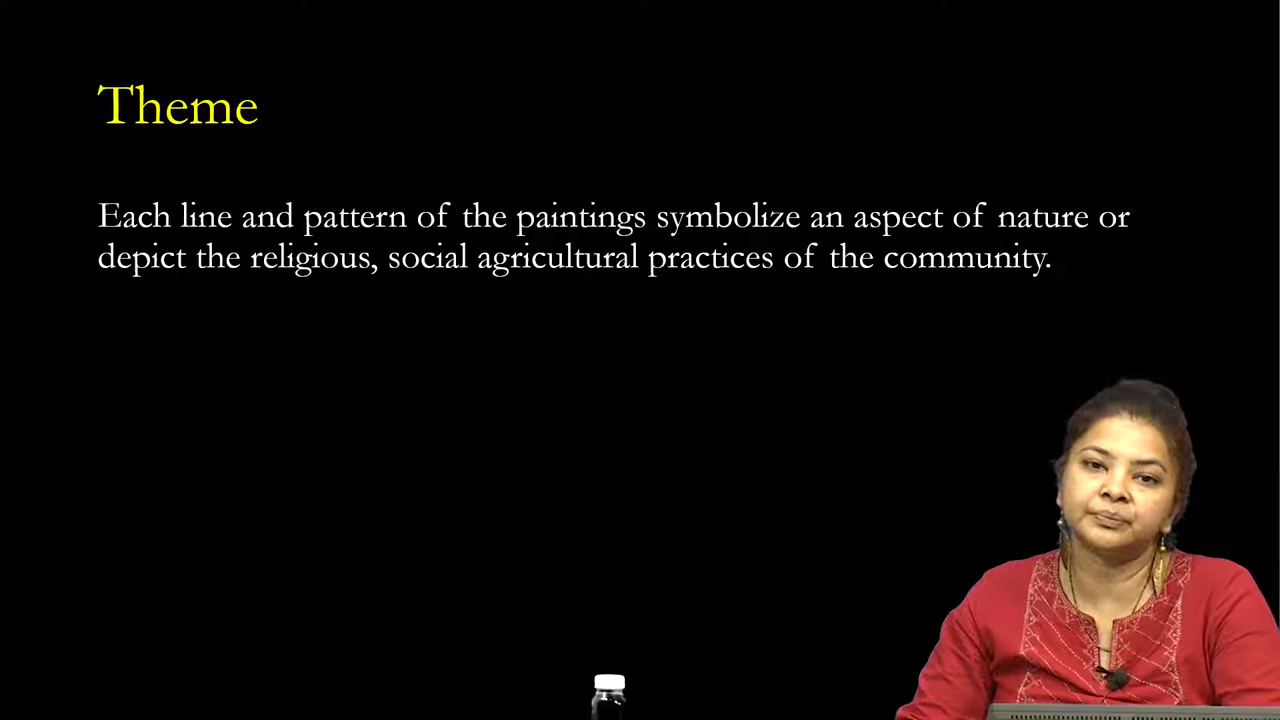 Theme
Each line and pattern of the paintings symbolize an aspect of nature or
depict the religious, social agricultural practices of the community.